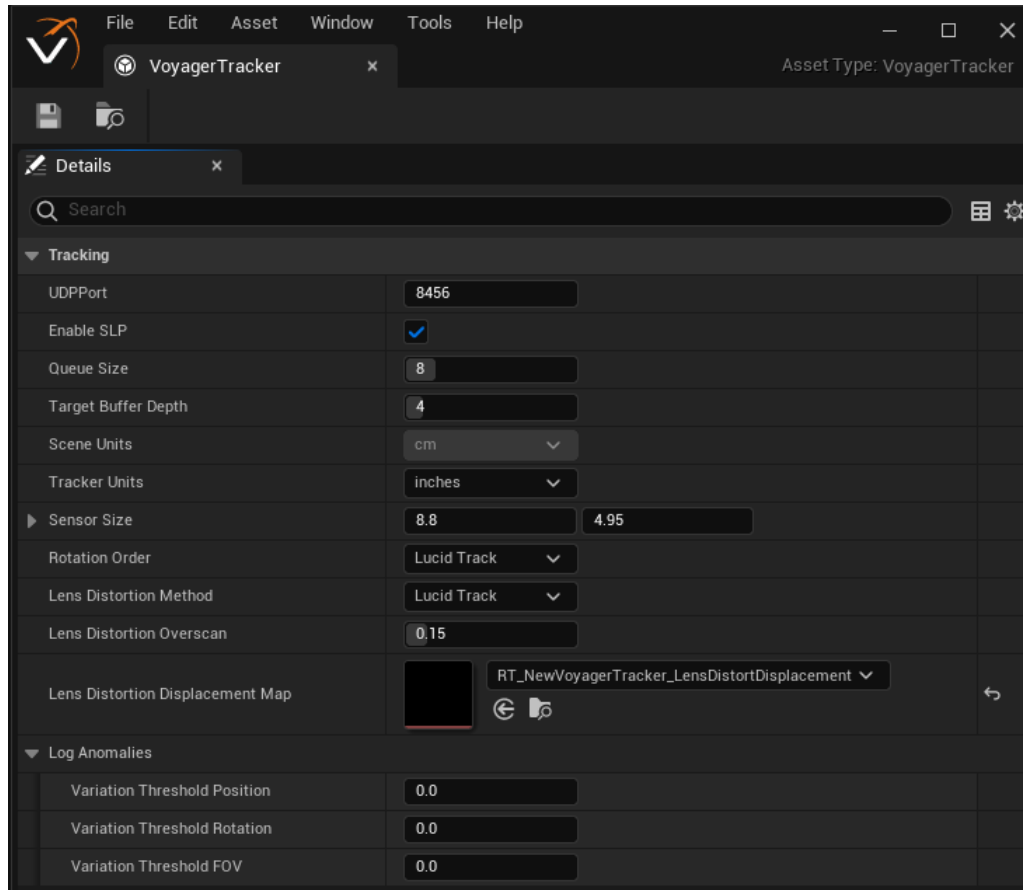 File Edit Asset Window Tools Help
VoyagerTracker
Asset Type: VoyagerTracker
Details
Search
Tracking
UDPPort 8456
Enable SLP
Queue Size 8
Target Buffer Depth 4
Scene Units cm
Tracker Units inches
Sensor Size 8.8 4.95
Rotation Order Lucid Track
Lens Distortion Method Lucid Track
Lens Distortion Overscan 0.15
RT_NewVoyagerTracker_LensDistortDisplacement
Lens Distortion Displacement Map
Log Anomalies
Variation Threshold Position 0.0
Variation Threshold Rotation 0.0
Variation Threshold FOV 0.0